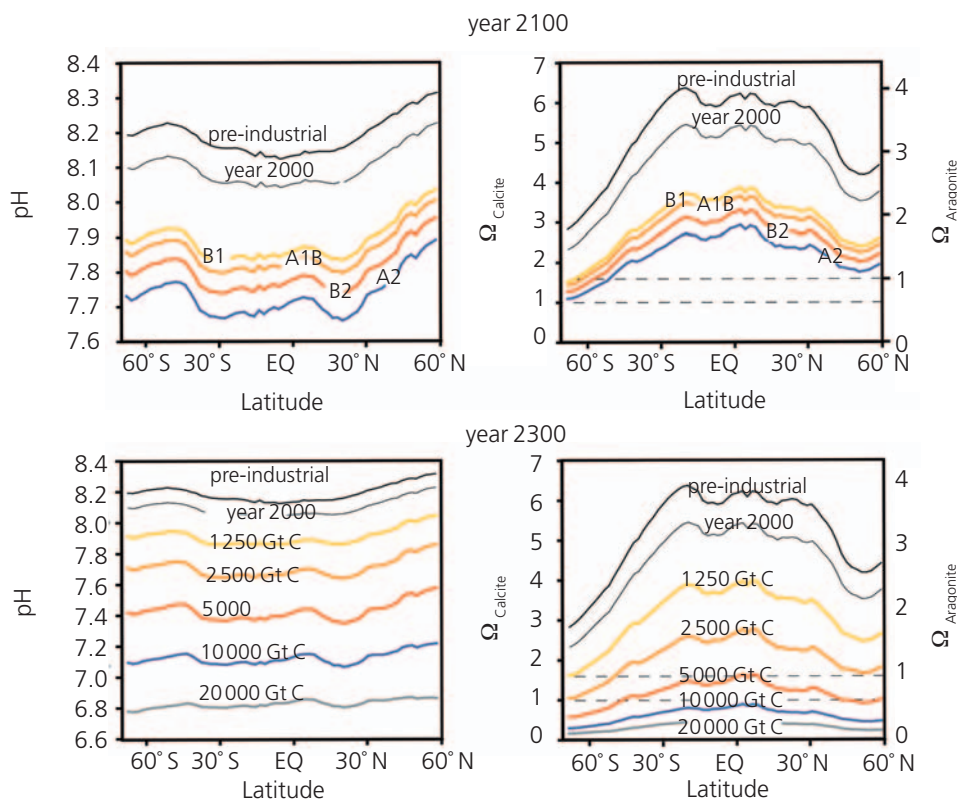 year 2100
8.4
8.3
8.2
8.1
8.0
7.9
7.8
7.7
7.6
pH
pre-industrial
year 2000
B1
A1B
B2
A2
60° S 30° S EQ 30° N 60° N
Latitude
7
6
5
4
3
2
1
0
Ω Calcite
pre-industrial
year 2000
B1 A1B
B2
A2
4
3
2
1
0
Ω Aragonite
60° S 30° S EQ 30° N 60° N
Latitude
year 2300
8.4
8.2
8.0
7.8
7.6
7.4
7.2
7.0
6.8
6.6
pH
pre-industrial
year 2000
1250 Gt C
2 500 Gt C
5 000
10 000 Gt C
20 000 Gt C
60° S 30° S EQ 30° N 60° N
Latitude
7
6
5
4
3
2
1
0
Ω Calcite
pre-industrial
year 2000
1 250 Gt C
2 500 Gt C
5 000 Gt C
10 000 Gt C
20000 Gt C
4
3
2
1
0
Ω Aragonite
60° S 30° S EQ 30° N 60° N
Latitude